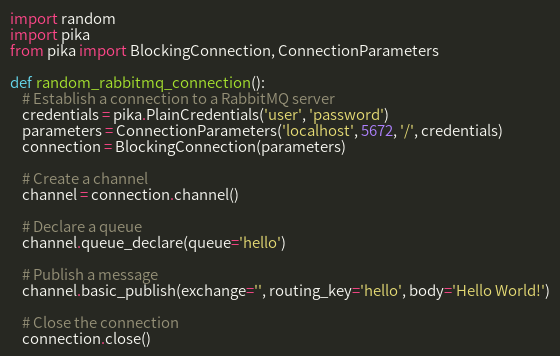 import random
import pika
from pika import BlockingConnection, ConnectionParameters

def random_rabbitmq_connection():
    # Establish a connection to a RabbitMQ server
    credentials = pika.PlainCredentials('user', 'password')
    parameters = ConnectionParameters('localhost', 5672, '/', credentials)
    connection = BlockingConnection(parameters)

    # Create a channel
    channel = connection.channel()

    # Declare a queue
    channel.queue_declare(queue='hello')

    # Publish a message
    channel.basic_publish(exchange='', routing_key='hello', body='Hello World!')

    # Close the connection
    connection.close()